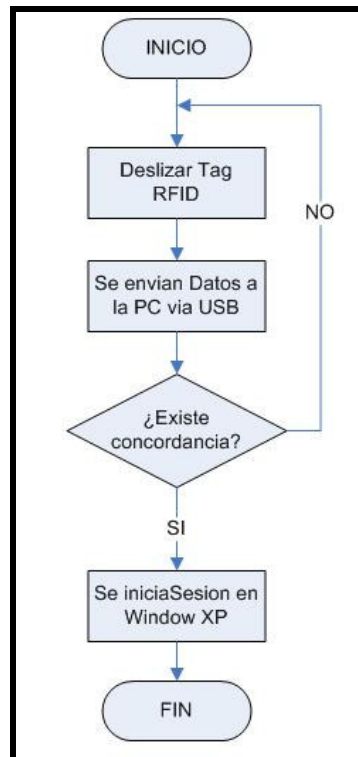 INICIO
Deslizar Tag
RFID
NO
Se envian Datos a
la PC via USB
¿Existe
concordancia?
SI
Se iniciaSesion en
Window XP
FIN